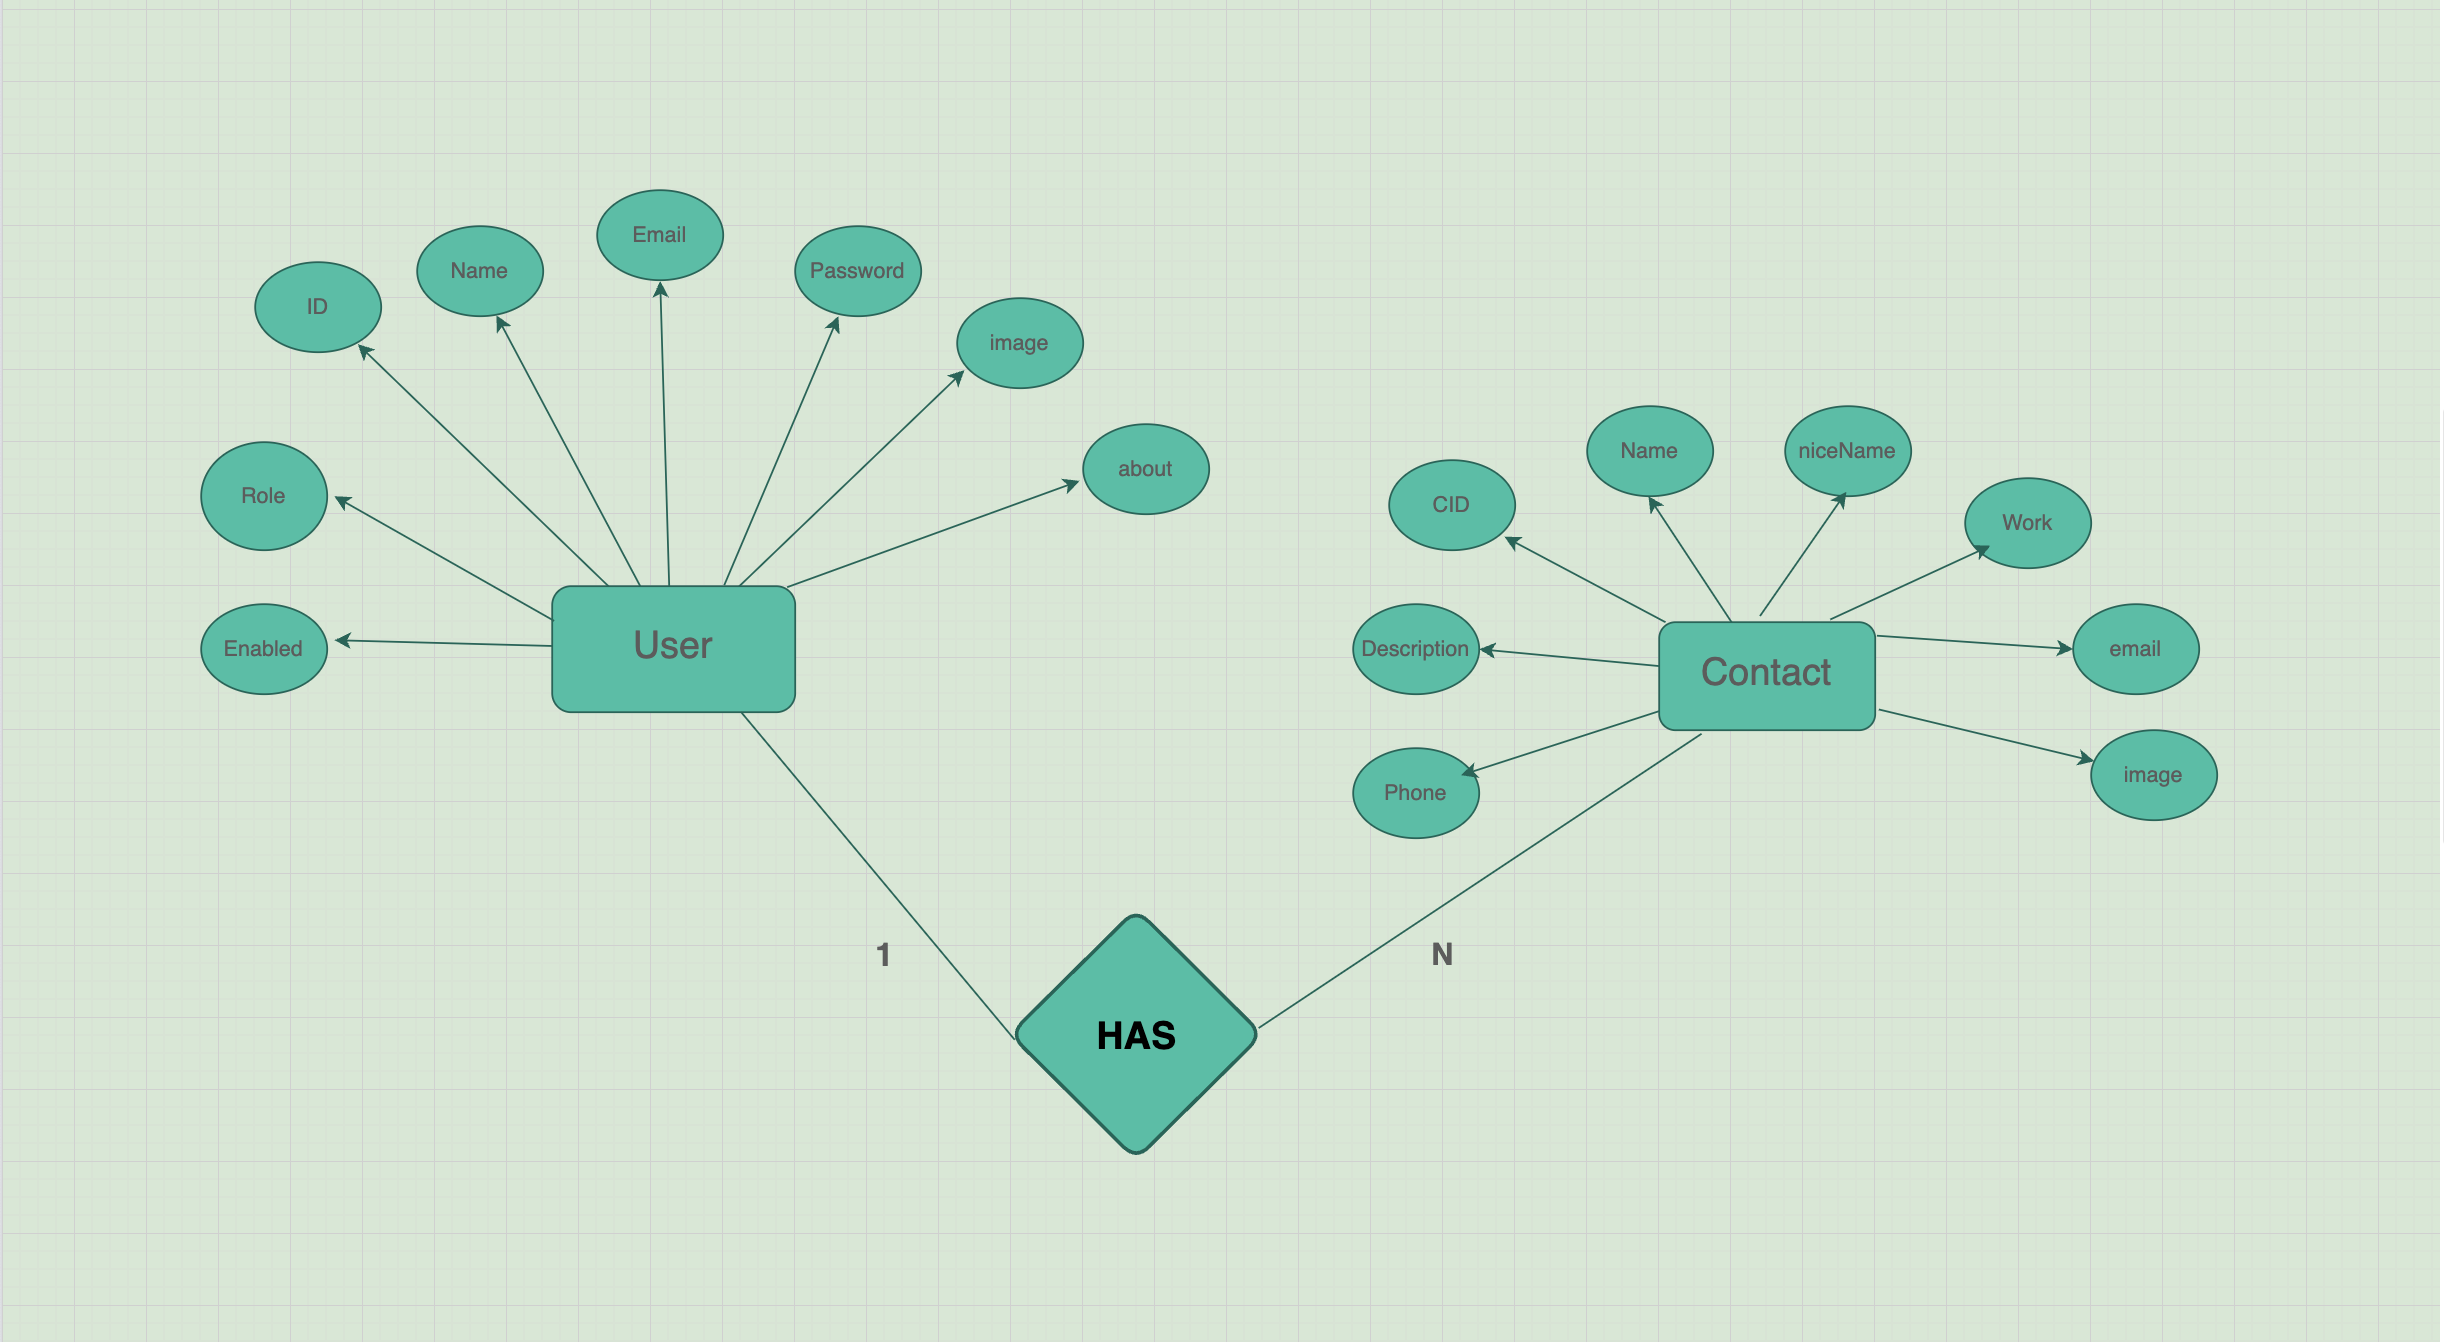 Email
Name
Password
ID
image
about
Role
Enabled
User
Name
niceName
CID
Work
Description
email
Contact
Phone
image
1
N
HAS